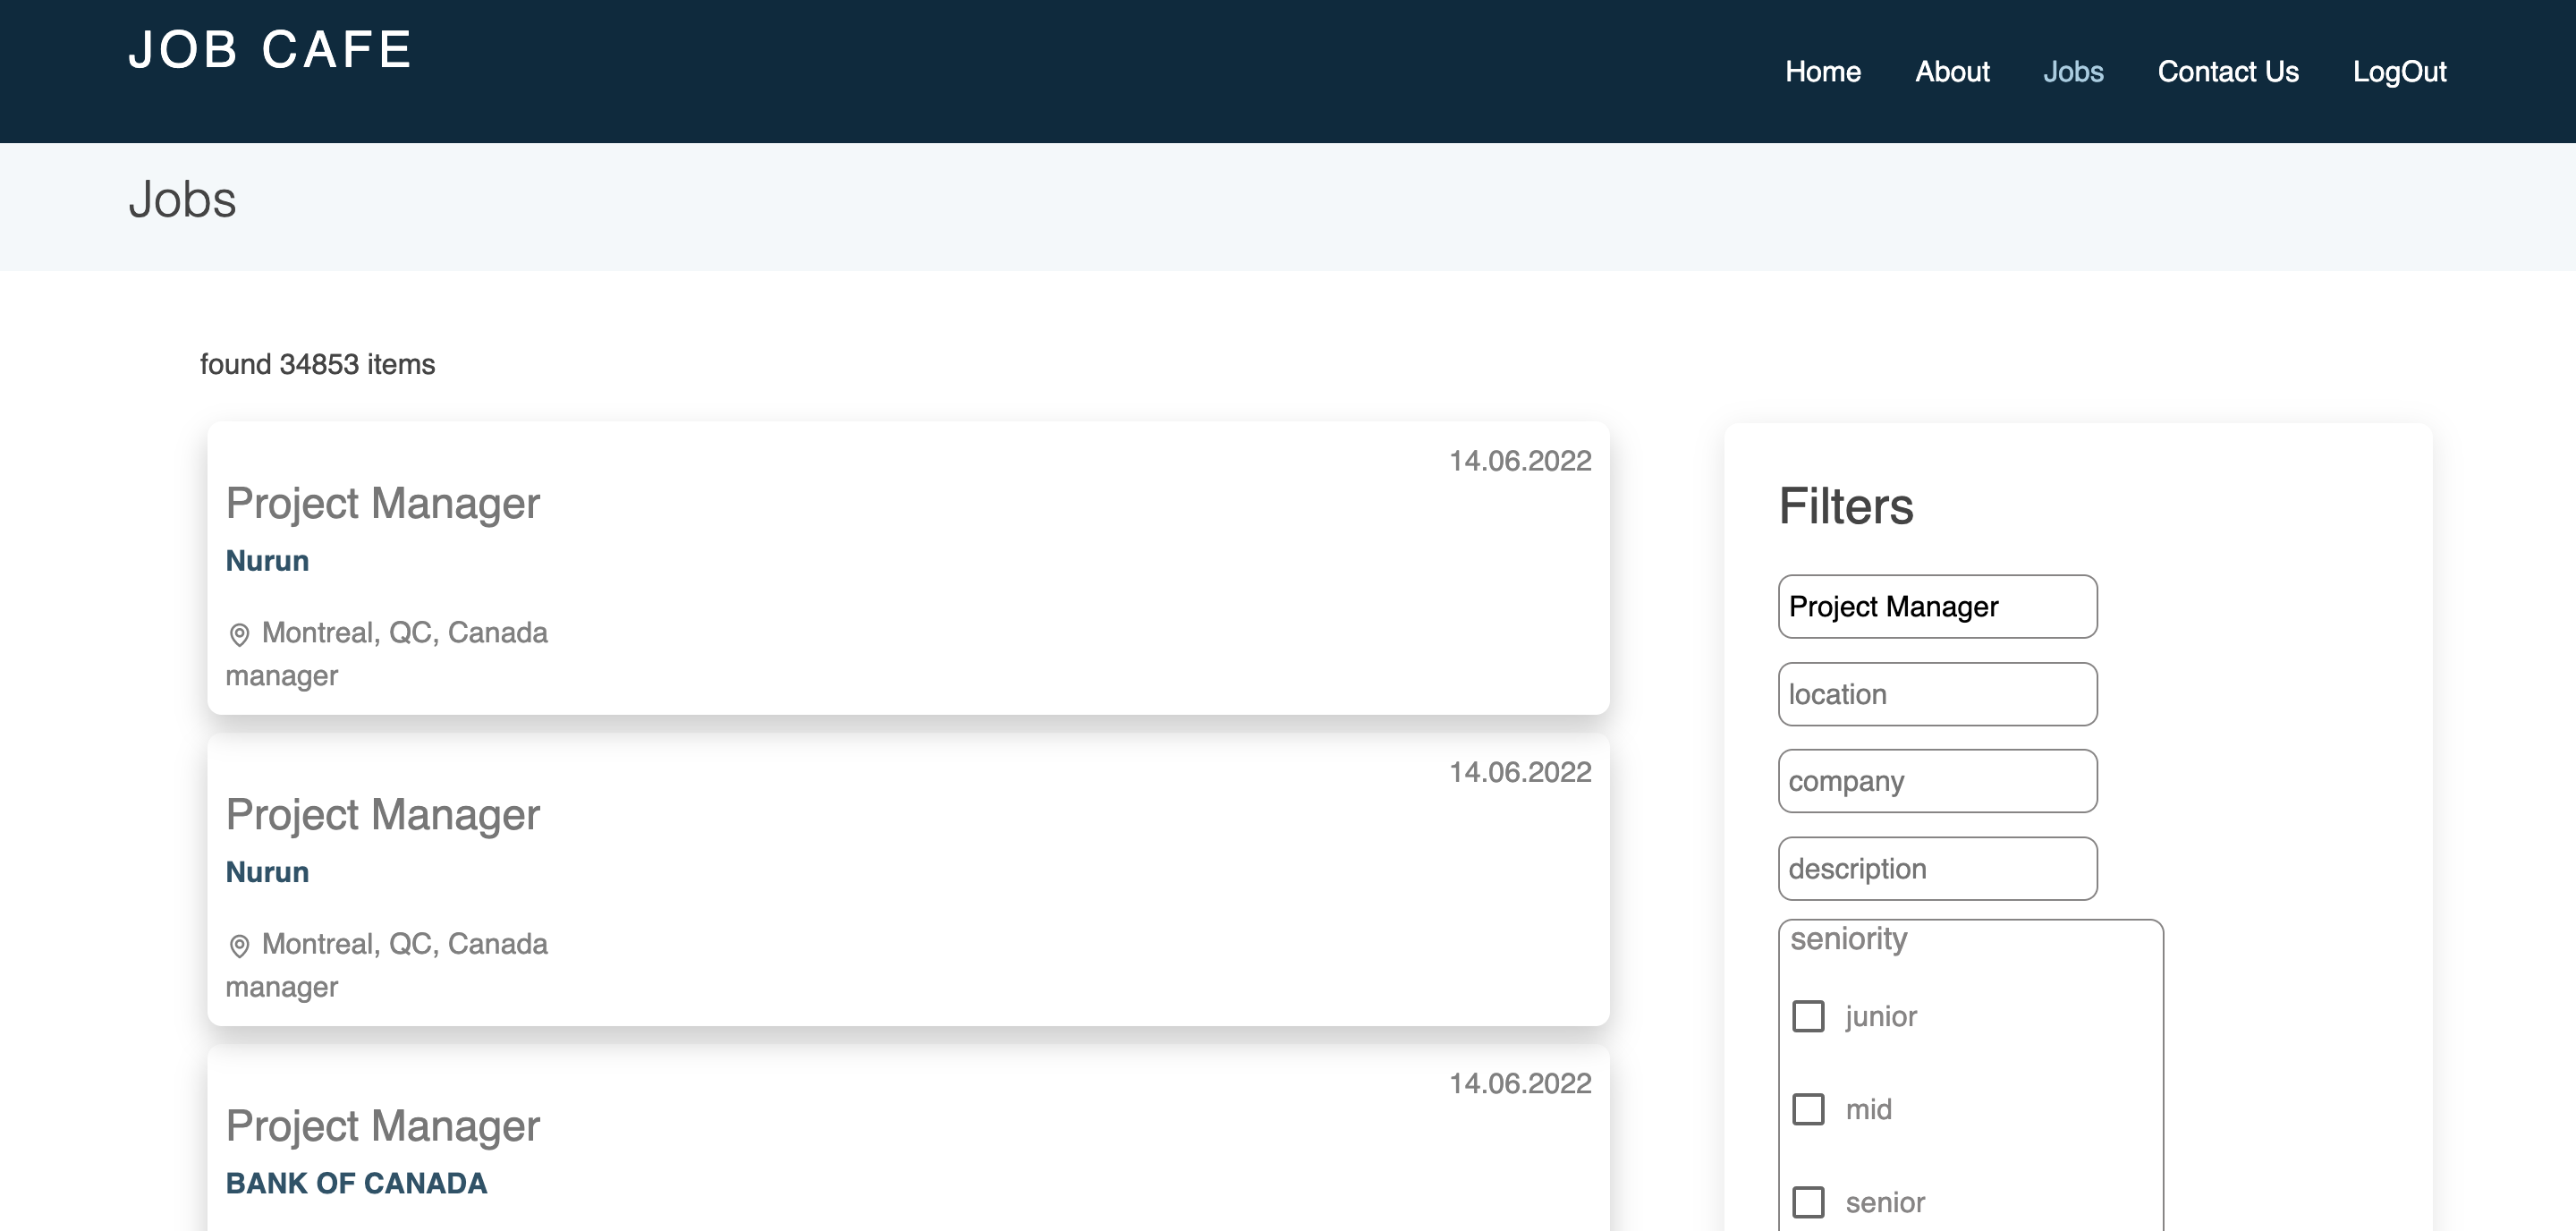 JOB CAFE
Home About Jobs Contact Us LogOut
Jobs
found 34853 items
14.06.2022
Project Manager
Nurun
Montreal, QC, Canada
manager
14.06.2022
Project Manager
Nurun
Montreal, QC, Canada
manager
14.06.2022
Project Manager
BANK OF CANADA
Filters
Project Manager
location
company
description
seniority
junior
mid
senior